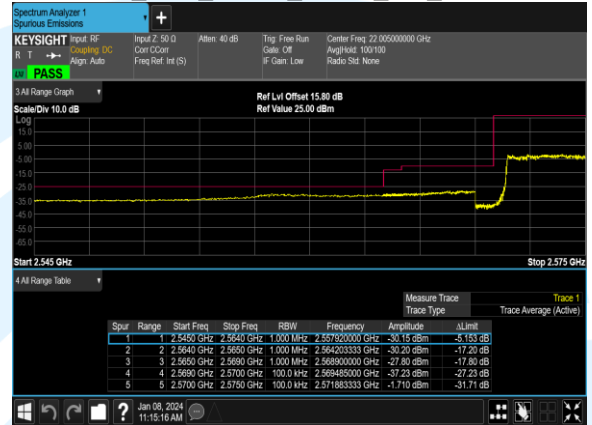 Spectrum Analyzer 1
Spurious Emissions
+
KEYSIGHT Input: RF Input Z: 50 Ω Atten: 40 dB Trig: Free Run Center Freq: 22.005000000 GHz
R T Coupling: DC Corr CCorr Gate: Off Avg|Hold: 100/100
Align: Auto Freq Ref: Int (S) IF Gain: Low Radio Std: None
PASS
3 All Range Graph
Ref Lvl Offset 15.80 dB
Scale/Div 10.0 dB Ref Value 25.00 dBm
Log
15.0
5.00
-5.00
-15.0
-25.0
-35.0
-45.0
-55.0
-65.0
Start 2.545 GHz Stop 2.575 GHz
4 All Range Table
Measure Trace Trace 1
Trace Type Trace Average (Active)
Spur Range Start Freq Stop Freq RBW Frequency Amplitude ΔLimit
1 1 2.5450 GHz 2.5640 GHz 1.000 MHz 2.557920000 GHz -30.15 dBm -5.153 dB
2 2 2.5640 GHz 2.5650 GHz 1.000 MHz 2.564203333 GHz -30.20 dBm -17.20 dB
3 3 2.5650 GHz 2.5690 GHz 1.000 MHz 2.568900000 GHz -27.80 dBm -17.80 dB
4 4 2.5690 GHz 2.5700 GHz 100.0 kHz 2.569485000 GHz -37.23 dBm -27.23 dB
5 5 2.5700 GHz 2.5750 GHz 100.0 kHz 2.571883333 GHz -1.710 dBm -31.71 dB
? Jan 08, 2024
11:15:16 AM